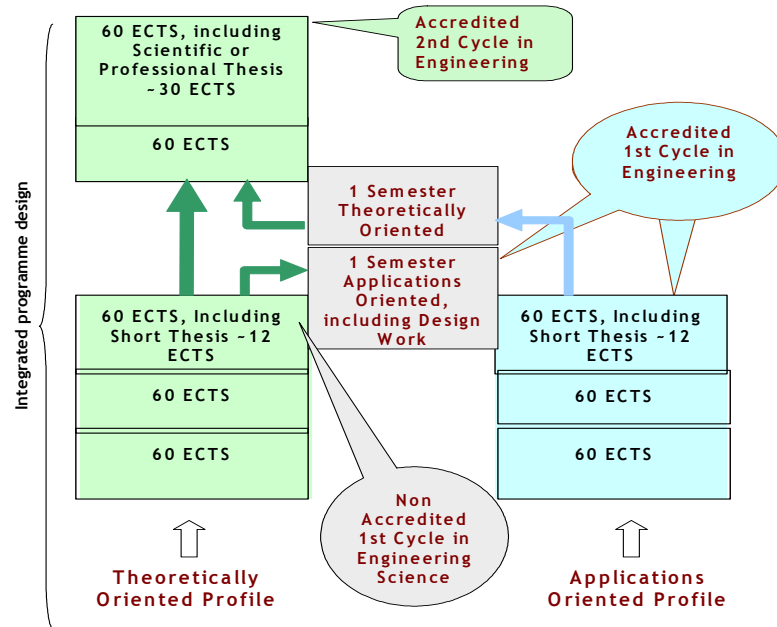 60 ECTS, including
Scientific or
Professional Thesis
~30 ECTS
60 ECTS
Accredited
2nd Cycle in
Engineering
Accredited
1st Cycle in
Engineering
1 Semester
Theoretically
Oriented
1 Semester
Applications
Oriented,
including Design
Work
Integrated programme design
60 ECTS, Including
Short Thesis ~12
ECTS
60 ECTS
60 ECTS
60 ECTS, Including
Short Thesis ~12
ECTS
60 ECTS
60 ECTS
Non
Accredited
1st Cycle in
Engineering
Science
Theoretically
Oriented Profile
Applications
Oriented Profile